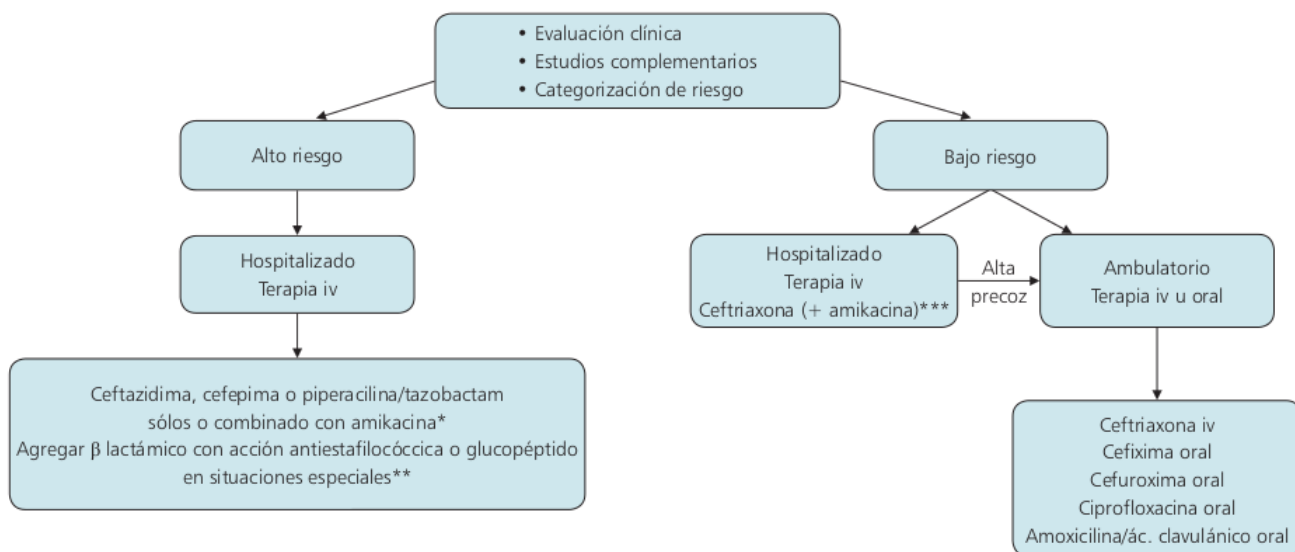 • Evaluación clínica
• Estudios complementarios
• Categorización de riesgo
Alto riesgo
Bajo riesgo
Hospitalizado
Terapia iv
Hospitalizado
Terapia iv
Ceftriaxona (+ amikacina)***
Alta
precoz
Ambulatorio
Terapia iv u oral
Ceftazidima, cefepima o piperacilina/tazobactam
sólos o combinado con amikacina*
Agregar β lactámico con acción antiestafilocóccica o glucopéptido
en situaciones especiales**
Ceftriaxona iv
Cefixima oral
Cefuroxima oral
Ciprofloxacina oral
Amoxicilina/ác. clavulánico oral